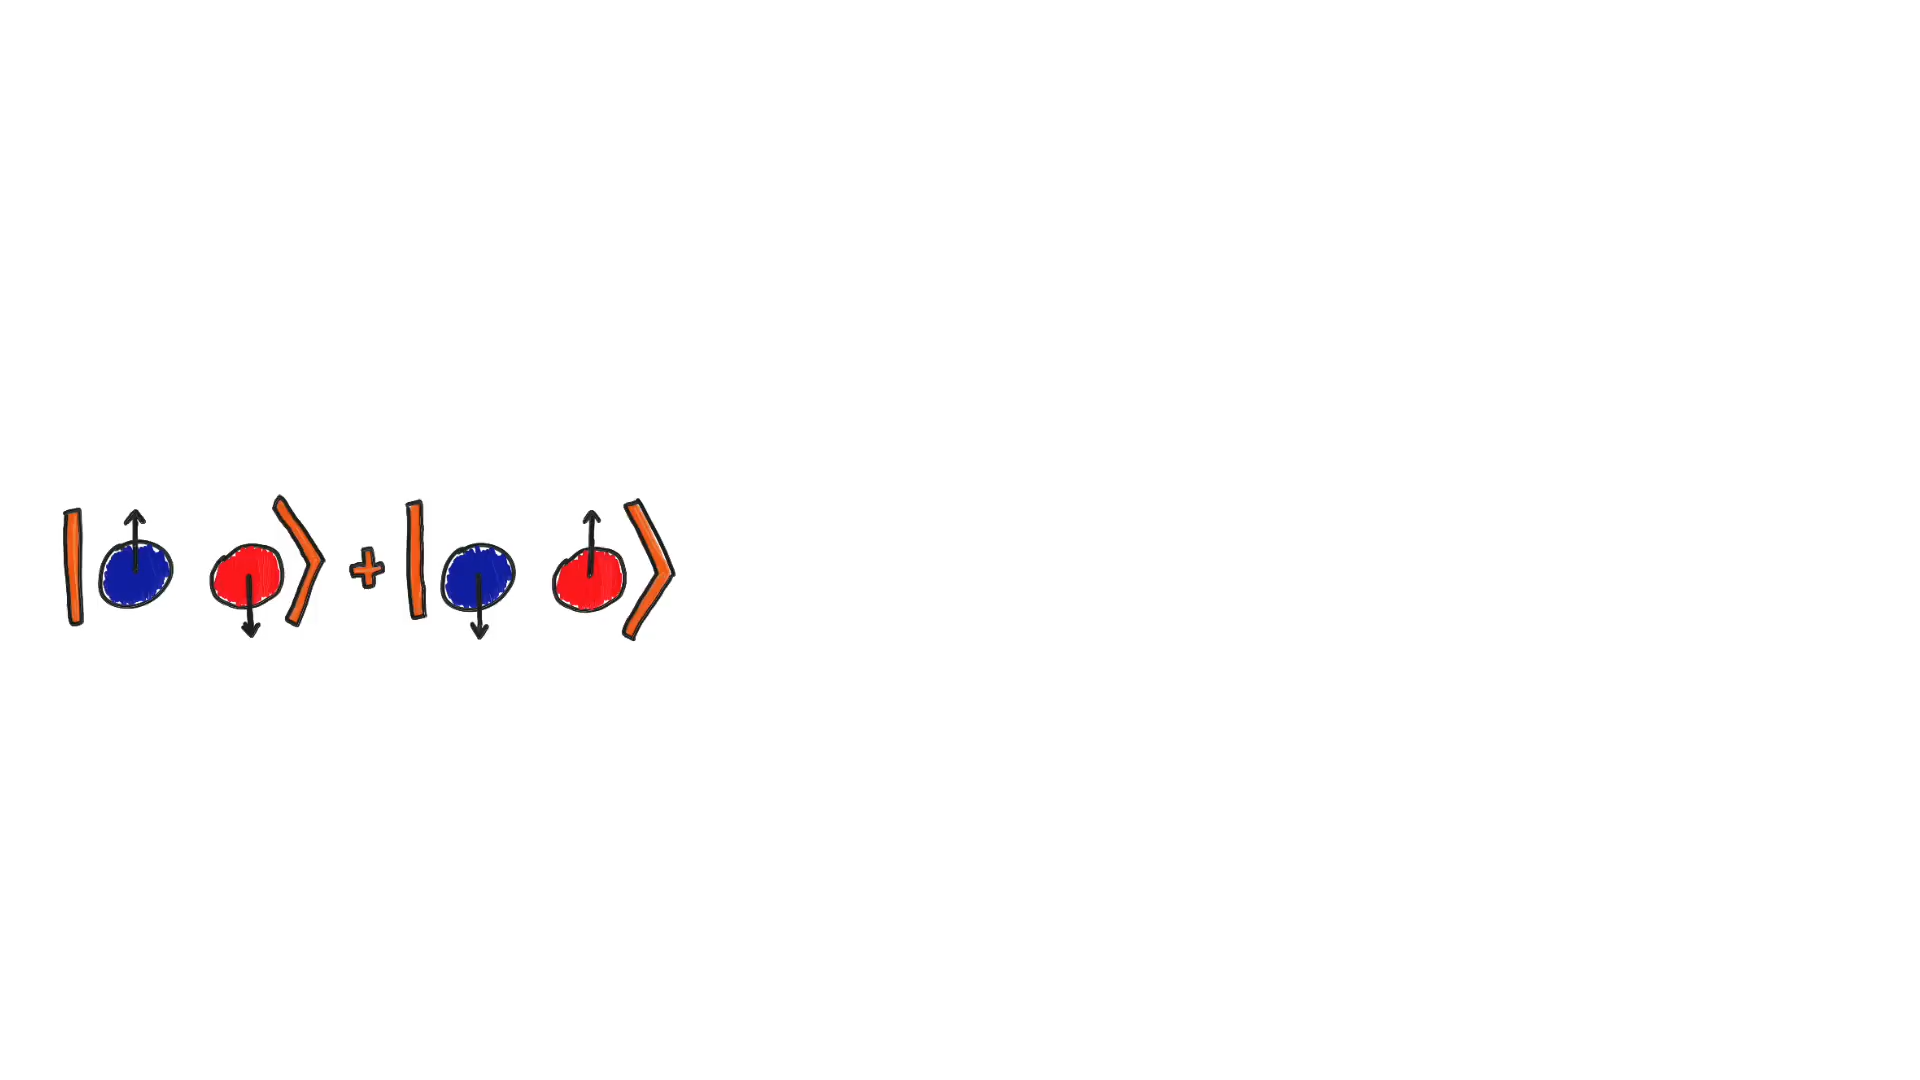 | ↑ ↓ ⟩ + | ↓ ↑ ⟩